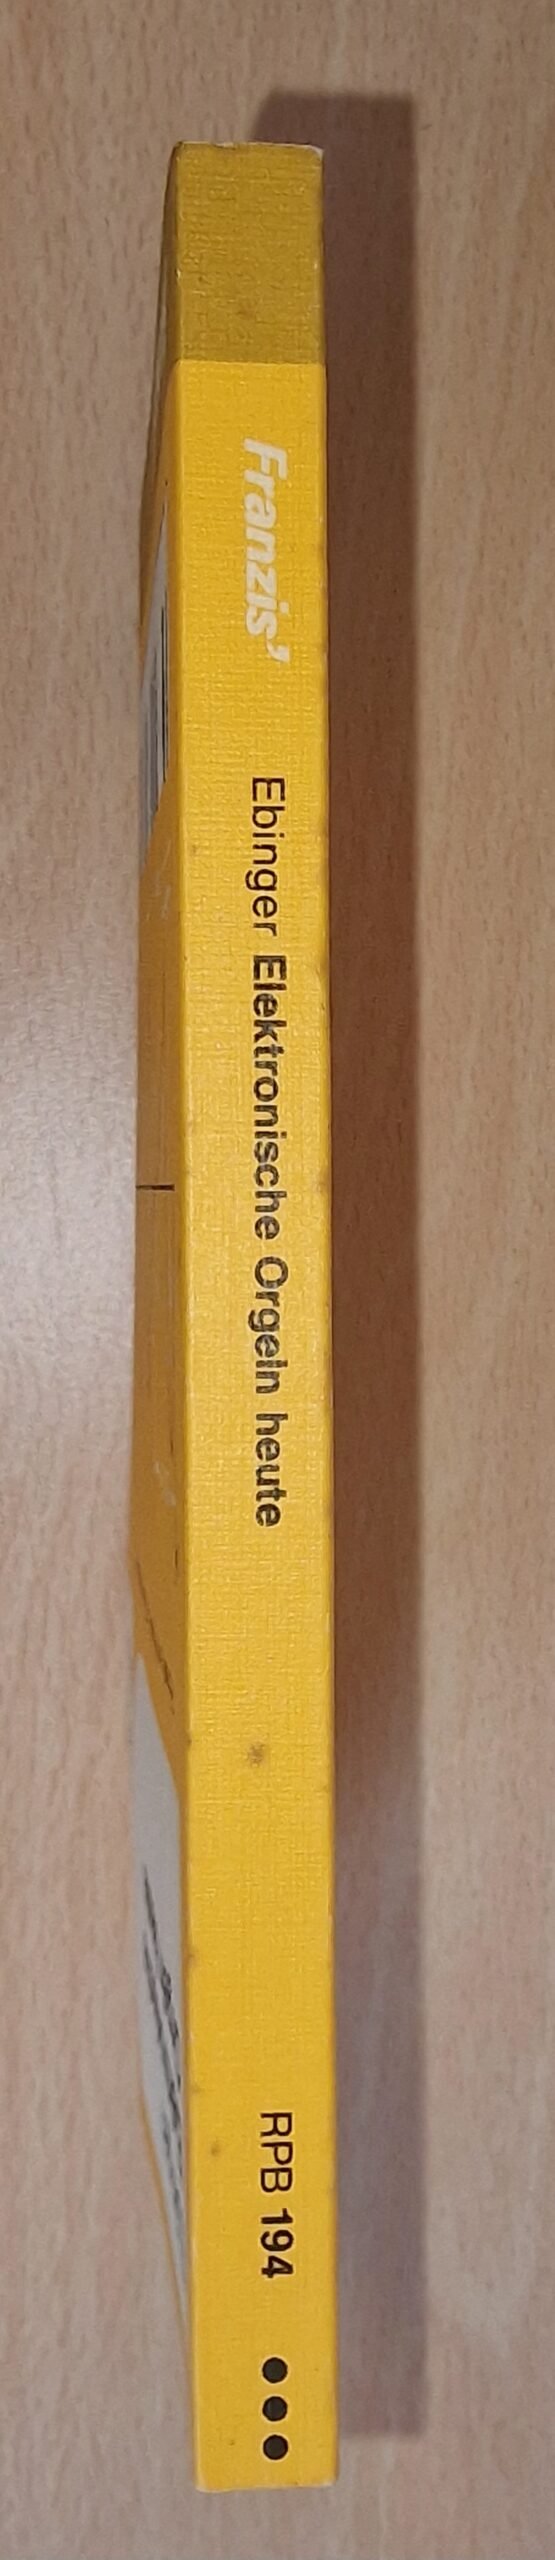 Franzis'
Ebinger Elektronische Orgeln heute
RPB 194